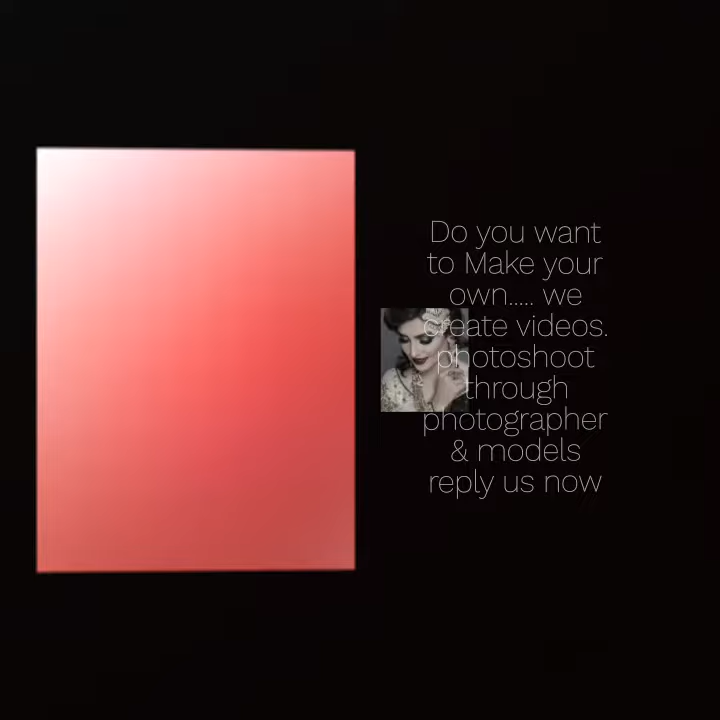 Do you want
to Make your
own..... we
create videos.
photoshoot
through
photographer
& models
reply us now